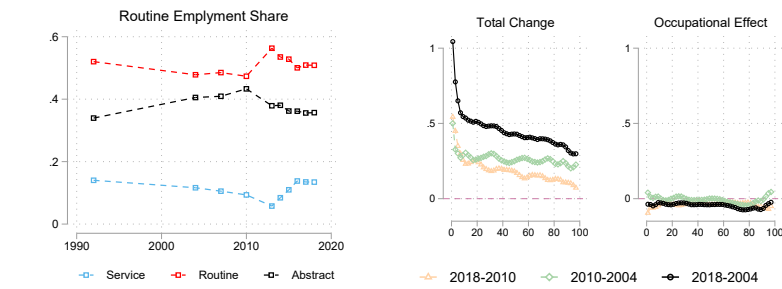 Routine Emplyment Share
.6
.4
.2
0
1990 2000 2010 2020
Service Routine Abstract
Total Change
1
.5
0
0 20 40 60 80 100
Occupational Effect
1
.5
0
0 20 40 60 80 100
2018-2010 2010-2004 2018-2004